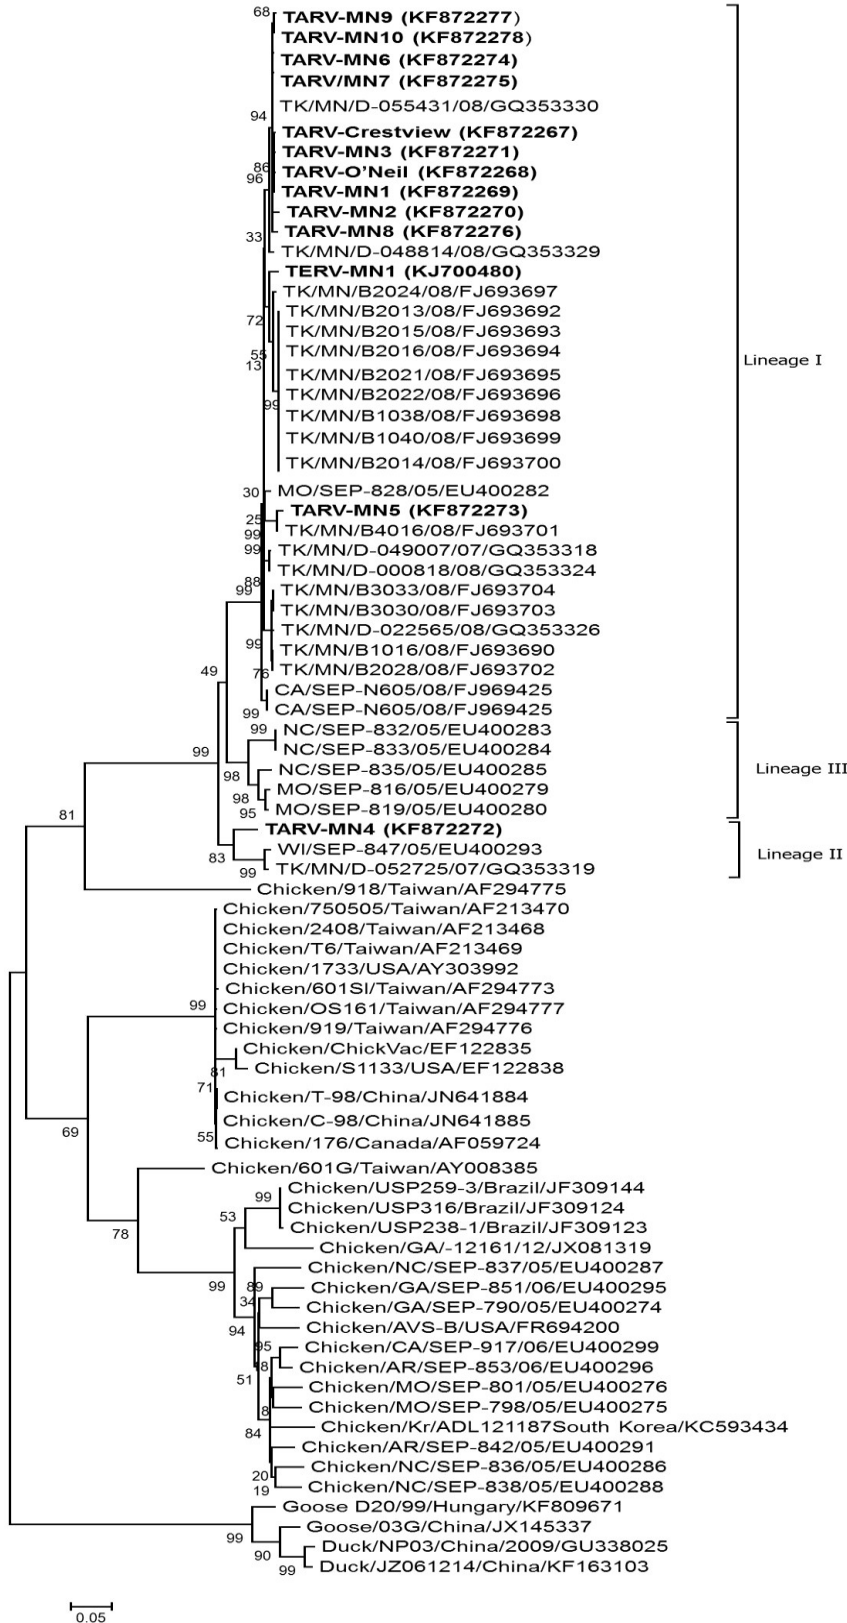 68
TARV-MN9 (KF872277)
TARV-MN10 (KF872278)
TARV-MN6 (KF872274)
TARV/MN7 (KF872275)
TK/MN/D-055431/08/GQ353330
94
TARV-Crestview (KF872267)
TARV-MN3 (KF872271)
86
TARV-O'Neil (KF872268)
96
TARV-MN1 (KF872269)
TARV-MN2 (KF872270)
TARV-MN8 (KF872276)
33
TK/MN/D-048814/08/GQ353329
TERV-MN1 (KJ700480)
TK/MN/B2024/08/FJ693697
TK/MN/B2013/08/FJ693692
72
TK/MN/B2015/08/FJ693693
TK/MN/B2016/08/FJ693694
55
Lineage I
13
TK/MN/B2021/08/FJ693695
TK/MN/B2022/08/FJ693696
99
TK/MN/B1038/08/FJ693698
TK/MN/B1040/08/FJ693699
TK/MN/B2014/08/FJ693700
30
MO/SEP-828/05/EU400282
TARV-MN5 (KF872273)
25
TK/MN/B4016/08/FJ693701
99
99
TK/MN/D-049007/07/GQ353318
TK/MN/D-000818/08/GQ353324
88
99
TK/MN/B3033/08/FJ693704
TK/MN/B3030/08/FJ693703
TK/MN/D-022565/08/GQ353326
99
TK/MN/B1016/08/FJ693690
49
76
TK/MN/B2028/08/FJ693702
CA/SEP-N605/08/FJ969425
CA/SEP-N605/08/FJ969425
99
99
NC/SEP-832/05/EU400283
99
NC/SEP-833/05/EU400284
98
NC/SEP-835/05/EU400285
Lineage III
MO/SEP-816/05/EU400279
98
95
MO/SEP-819/05/EU400280
81
TARV-MN4 (KF872272)
WI/SEP-847/05/EU400293
Lineage II
83
99
TK/MN/D-052725/07/GQ353319
Chicken/918/Taiwan/AF294775
Chicken/750505/Taiwan/AF213470
Chicken/2408/Taiwan/AF213468
Chicken/T6/Taiwan/AF213469
Chicken/1733/USA/AY303992
Chicken/601SI/Taiwan/AF294773
99
Chicken/OS161/Taiwan/AF294777
Chicken/919/Taiwan/AF294776
Chicken/ChickVac/EF122835
81
Chicken/S1133/USA/EF122838
71
Chicken/T-98/China/JN641884
Chicken/C-98/China/JN641885
69
55
Chicken/176/Canada/AF059724
Chicken/601G/Taiwan/AY008385
Chicken/USP259-3/Brazil/JF309144
99
Chicken/USP316/Brazil/JF309124
53
Chicken/USP238-1/Brazil/JF309123
78
Chicken/GA/-12161/12/JX081319
Chicken/NC/SEP-837/05/EU400287
99
89
Chicken/GA/SEP-851/06/EU400295
34
Chicken/GA/SEP-790/05/EU400274
94
Chicken/AVS-B/USA/FR694200
95
Chicken/CA/SEP-917/06/EU400299
8
Chicken/AR/SEP-853/06/EU400296
51
Chicken/MO/SEP-801/05/EU400276
8
Chicken/MO/SEP-798/05/EU400275
84
Chicken/Kr/ADL121187South Korea/KC593434
Chicken/AR/SEP-842/05/EU400291
Chicken/NC/SEP-836/05/EU400286
20
19
Chicken/NC/SEP-838/05/EU400288
Goose D20/99/Hungary/KF809671
99
Goose/03G/China/JX145337
Duck/NP03/China/2009/GU338025
90
99
Duck/JZ061214/China/KF163103
0.05